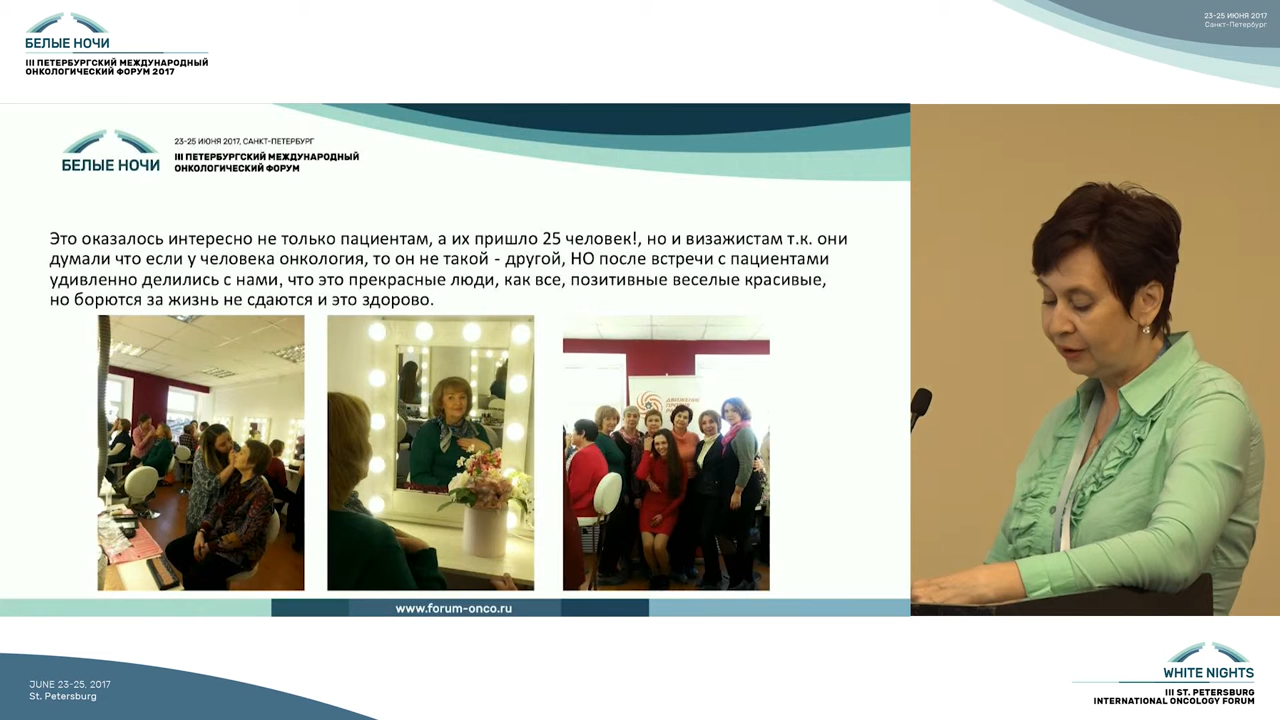 БЕЛЫЕ НОЧИ
III ПЕТЕРБУРГСКИЙ МЕЖДУНАРОДНЫЙ
ОНКОЛОГИЧЕСКИЙ ФОРУМ 2017
23-25 ИЮНЯ 2017
Санкт-Петербург
БЕЛЫЕ НОЧИ
23-25 ИЮНЯ 2017, САНКТ-ПЕТЕРБУРГ
III ПЕТЕРБУРГСКИЙ МЕЖДУНАРОДНЫЙ
ОНКОЛОГИЧЕСКИЙ ФОРУМ
Это оказалось интересно не только пациентам, а их пришло 25 человек!, но и визажистам т.к. они
думали что если у человека онкология, то он не такой - другой, НО после встречи с пациентами
удивленно делились с нами, что это прекрасные люди, как все, позитивные веселые красивые,
но борются за жизнь не сдаются и это здорово.
ДВИЖЕНИЕ
ПРОТИВ
www.forum-onco.ru
JUNE 23-25, 2017
St. Petersburg
WHITE NIGHTS
III ST. PETERSBURG
INTERNATIONAL ONCOLOGY FORUM